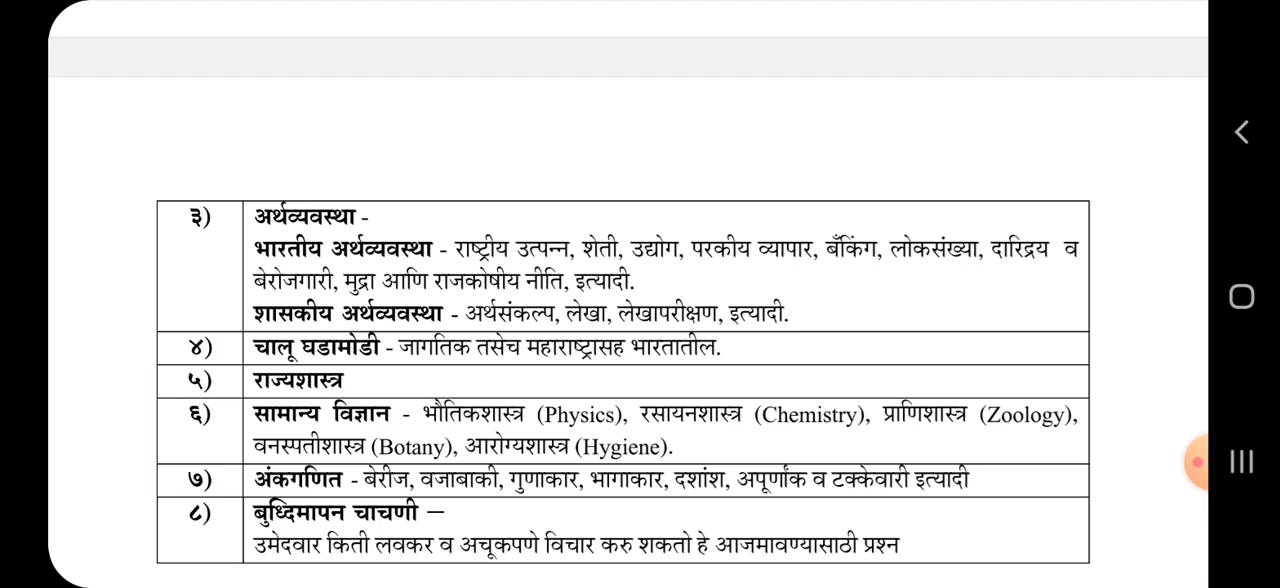 ३) अर्थव्यवस्था -
भारतीय अर्थव्यवस्था - राष्ट्रीय उत्पन्न, शेती, उद्योग, परकीय व्यापार, बँकिंग, लोकसंख्या, दारिद्रय व
बेरोजगारी, मुद्रा आणि राजकोषीय नीति, इत्यादी.
शासकीय अर्थव्यवस्था - अर्थसंकल्प, लेखा, लेखापरीक्षण, इत्यादी.
४) चालू घडामोडी - जागतिक तसेच महाराष्ट्रासह भारतातील.
५) राज्यशास्त्र
६) सामान्य विज्ञान - भौतिकशास्त्र (Physics), रसायनशास्त्र (Chemistry), प्राणिशास्त्र (Zoology),
वनस्पतीशास्त्र (Botany), आरोग्यशास्त्र (Hygiene).
७) अंकगणित - बेरीज, वजाबाकी, गुणाकार, भागाकार, दशांश, अपूर्णांक व टक्केवारी इत्यादी
८) बुध्दिमापन चाचणी —
उमेदवार किती लवकर व अचूकपणे विचार करु शकतो हे आजमावण्यासाठी प्रश्न